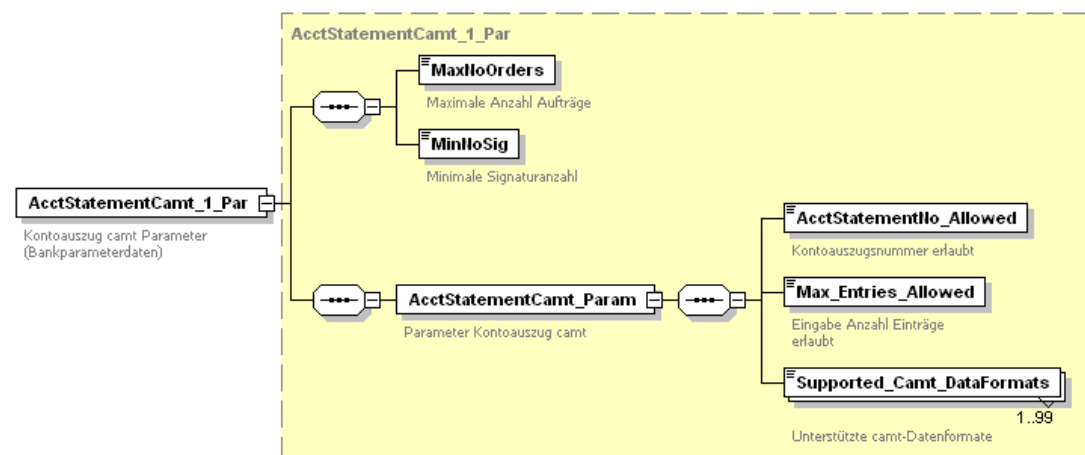 AcctStatementCamt_1_Par
MaxNoOrders
Maximale Anzahl Aufträge
MinNoSig
Minimale Signaturanzahl
AcctStatementCamt_1_Par
Kontoauszug camt Parameter
(Bankparameterdaten)
AcctStatementCamt_Param
Parameter Kontoauszug camt
AcctStatementNo_Allowed
Kontoauszugsnummer erlaubt
Max_Entries_Allowed
Eingabe Anzahl Einträge
erlaubt
Supported_Camt_DataFormats
1..99
Unterstützte camt-Datenformate